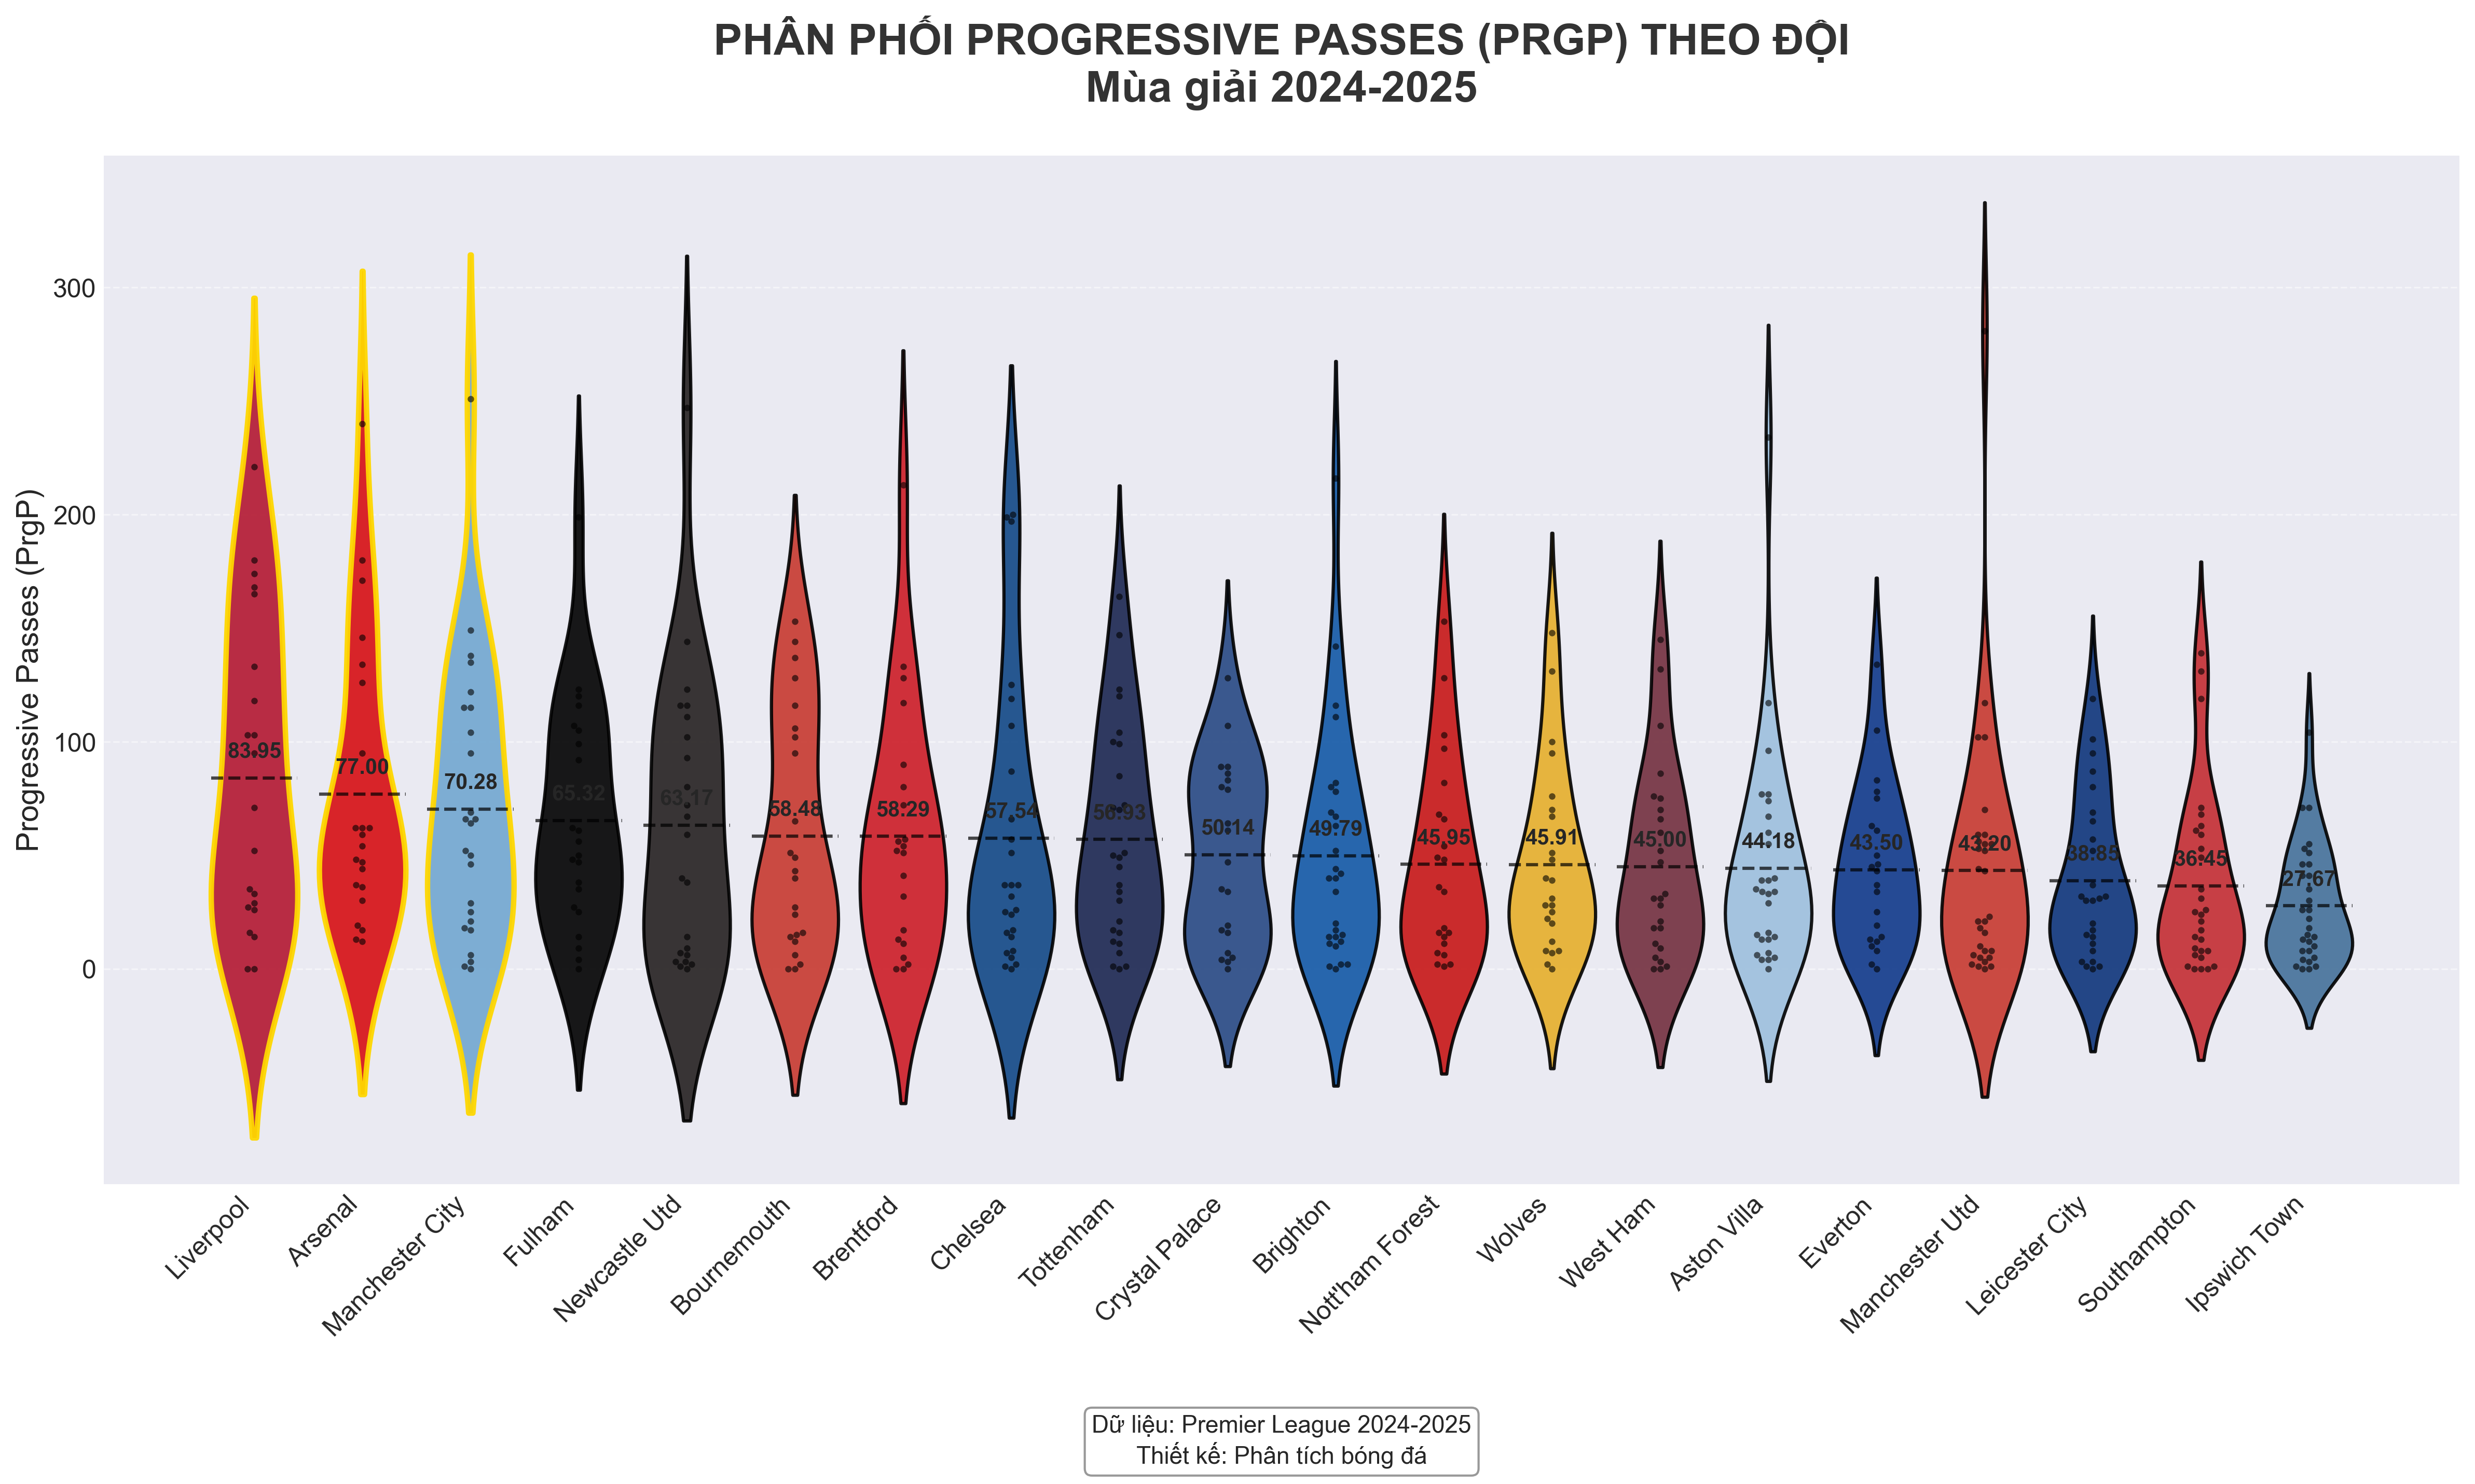 PHÂN PHỐI PROGRESSIVE PASSES (PRGP) THEO ĐỘI
Mùa giải 2024-2025
Progressive Passes (PrgP)
300
200
100
0
83.95
77.00
70.28
65.32
63.17
58.48
58.29
57.54
56.93
50.14
49.79
45.95
45.91
45.00
44.18
43.50
43.20
38.85
36.45
27.67
Liverpool
Arsenal
Manchester City
Fulham
Newcastle Utd
Bournemouth
Brentford
Chelsea
Tottenham
Crystal Palace
Brighton
Nott'ham Forest
Wolves
West Ham
Aston Villa
Everton
Manchester Utd
Leicester City
Southampton
Ipswich Town
Dữ liệu: Premier League 2024-2025
Thiết kế: Phân tích bóng đá